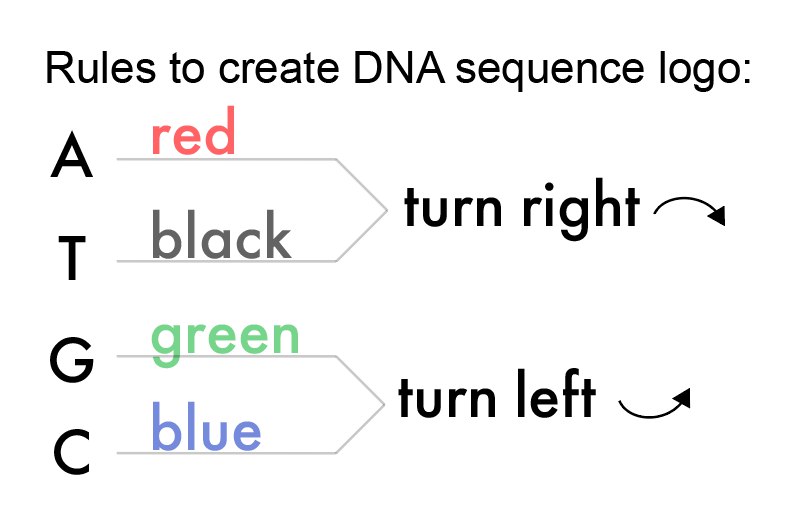 Rules to create DNA sequence logo:
A red
T black
turn right
G green
C blue
turn left